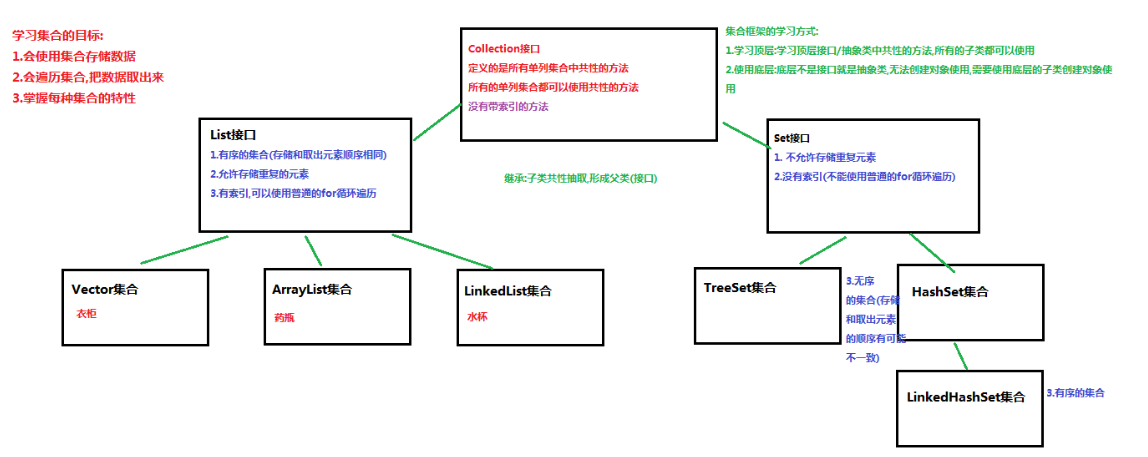 学习集合的目标:
1.会使用集合存储数据
2.会遍历集合,把数据取出来
3.掌握每种集合的特性
Collection接口
定义的是所有单列集合中共性的方法
所有的单列集合都可以使用共性的方法
没有带索引的方法
集合框架的学习方式:
1.学习顶层:学习顶层接口/抽象类中共性的方法,所有的子类都可以使用
2.使用底层:底层不是接口就是抽象类,无法创建对象使用,需要使用底层的子类创建对象使
用
List接口
1.有序的集合(存储和取出元素顺序相同)
2.允许存储重复的元素
3.有索引,可以使用普通的for循环遍历
继承:子类共性抽取,形成父类(接口)
Set接口
1. 不允许存储重复元素
2.没有索引(不能使用普通的for循环遍历)
Vector集合
衣柜
ArrayList集合
药瓶
LinkedList集合
水杯
TreeSet集合
3.无序
的集合(存储
和取出元素
的顺序有可能
不一致)
HashSet集合
LinkedHashSet集合
3.有序的集合